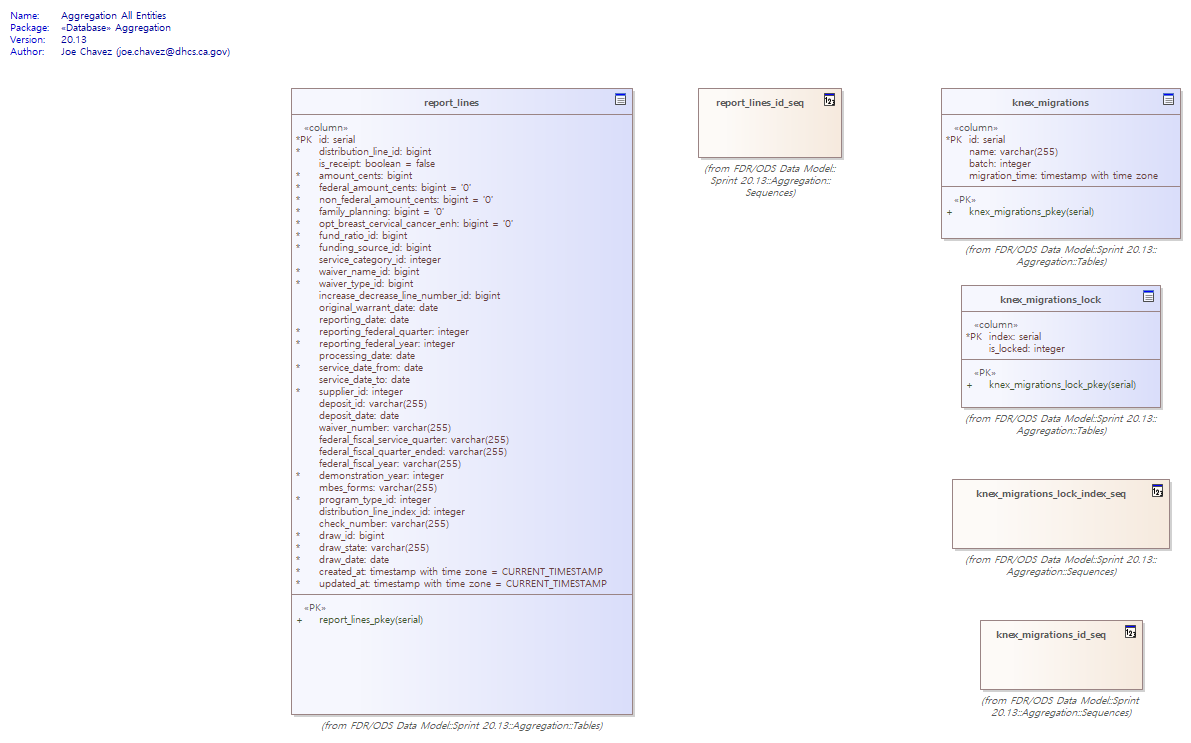 Name: Aggregation All Entities
Package: «Database» Aggregation
Version: 20.13
Author: Joe Chavez (joe.chavez@dhcs.ca.gov)
report_lines
«column»
*PK id: serial
* distribution_line_id: bigint
is_receipt: boolean = false
* amount_cents: bigint
* federal_amount_cents: bigint = '0'
* non_federal_amount_cents: bigint = '0'
* family_planning: bigint = '0'
* opt_breast_cervical_cancer_enh: bigint = '0'
* fund_ratio_id: bigint
* funding_source_id: bigint
service_category_id: integer
* waiver_name_id: bigint
* waiver_type_id: bigint
increase_decrease_line_number_id: bigint
original_warrant_date: date
reporting_date: date
* reporting_federal_quarter: integer
* reporting_federal_year: integer
processing_date: date
* service_date_from: date
service_date_to: date
* supplier_id: integer
deposit_id: varchar(255)
deposit_date: date
waiver_number: varchar(255)
federal_fiscal_service_quarter: varchar(255)
federal_fiscal_quarter_ended: varchar(255)
federal_fiscal_year: varchar(255)
* demonstration_year: integer
mbes_forms: varchar(255)
* program_type_id: integer
distribution_line_index_id: integer
check_number: varchar(255)
* draw_id: bigint
* draw_state: varchar(255)
* draw_date: date
* created_at: timestamp with time zone = CURRENT_TIMESTAMP
* updated_at: timestamp with time zone = CURRENT_TIMESTAMP
«PK»
+ report_lines_pkey(serial)
(from FDR/ODS Data Model::Sprint 20.13::Aggregation::Tables)
report_lines_id_seq
(from FDR/ODS Data Model::
Sprint 20.13::Aggregation::
Sequences)
knex_migrations
«column»
*PK id: serial
name: varchar(255)
batch: integer
migration_time: timestamp with time zone
«PK»
+ knex_migrations_pkey(serial)
(from FDR/ODS Data Model::Sprint 20.13::
Aggregation::Tables)
knex_migrations_lock
«column»
*PK index: serial
is_locked: integer
«PK»
+ knex_migrations_lock_pkey(serial)
(from FDR/ODS Data Model::Sprint 20.13::
Aggregation::Tables)
knex_migrations_lock_index_seq
(from FDR/ODS Data Model::Sprint 20.13::
Aggregation::Sequences)
knex_migrations_id_seq
(from FDR/ODS Data Model::Sprint
20.13::Aggregation::Sequences)